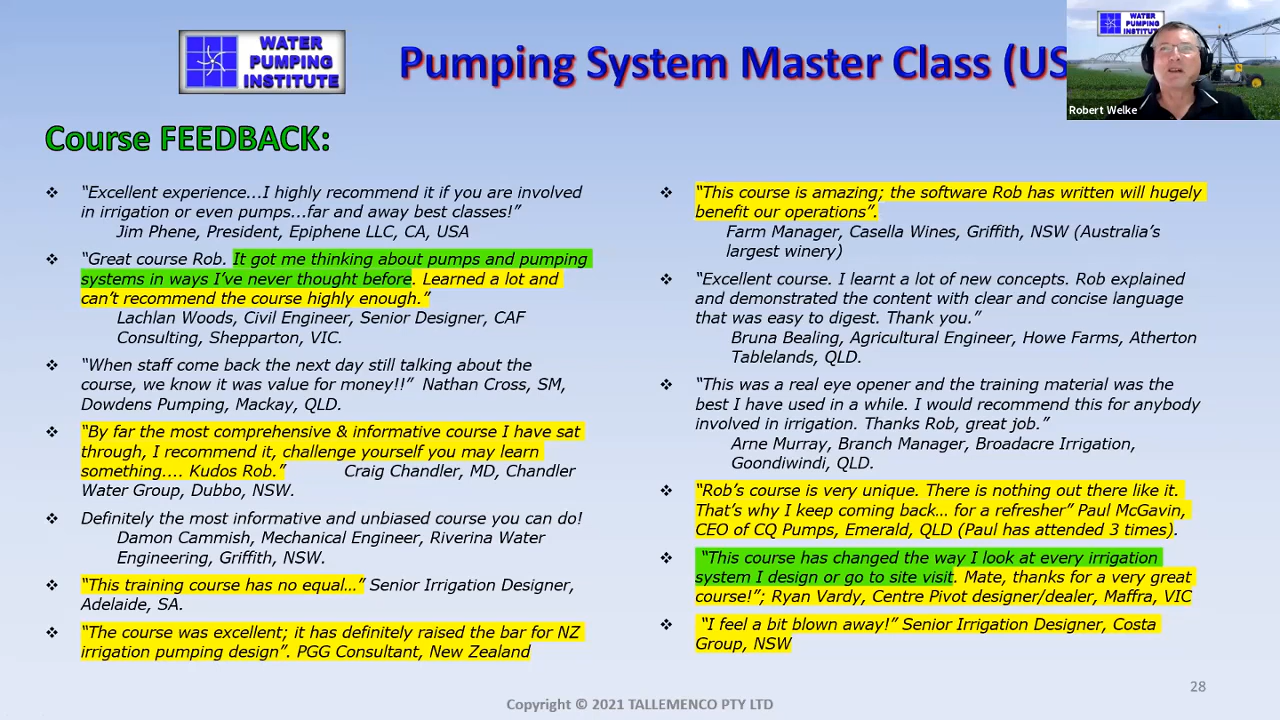 WATER
PUMPING
INSTITUTE
Pumping System Master Class (US
WATER
PUMPING
INSTITUTE
Robert Welke
Course FEEDBACK:
❖ “Excellent experience...I highly recommend it if you are involved
in irrigation or even pumps...far and away best classes!”
Jim Phene, President, Epiphene LLC, CA, USA
❖ “Great course Rob. It got me thinking about pumps and pumping
systems in ways I’ve never thought before. Learned a lot and
can’t recommend the course highly enough.”
Lachlan Woods, Civil Engineer, Senior Designer, CAF
Consulting, Shepparton, VIC.
❖ “When staff come back the next day still talking about the
course, we know it was value for money!!” Nathan Cross, SM,
Dowdens Pumping, Mackay, QLD.
❖ “By far the most comprehensive & informative course I have sat
through, I recommend it, challenge yourself you may learn
something.... Kudos Rob.” Craig Chandler, MD, Chandler
Water Group, Dubbo, NSW.
❖ Definitely the most informative and unbiased course you can do!
Damon Cammish, Mechanical Engineer, Riverina Water
Engineering, Griffith, NSW.
❖ “This training course has no equal…” Senior Irrigation Designer,
Adelaide, SA.
❖ “The course was excellent; it has definitely raised the bar for NZ
irrigation pumping design”. PGG Consultant, New Zealand
❖ “This course is amazing; the software Rob has written will hugely
benefit our operations”.
Farm Manager, Casella Wines, Griffith, NSW (Australia’s
largest winery)
❖ “Excellent course. I learnt a lot of new concepts. Rob explained
and demonstrated the content with clear and concise language
that was easy to digest. Thank you.”
Bruna Bealing, Agricultural Engineer, Howe Farms, Atherton
Tablelands, QLD.
❖ “This was a real eye opener and the training material was the
best I have used in a while. I would recommend this for anybody
involved in irrigation. Thanks Rob, great job.”
Arne Murray, Branch Manager, Broadacre Irrigation,
Goondiwindi, QLD.
❖ “Rob’s course is very unique. There is nothing out there like it.
That’s why I keep coming back… for a refresher” Paul McGavin,
CEO of CQ Pumps, Emerald, QLD (Paul has attended 3 times).
❖ “This course has changed the way I look at every irrigation
system I design or go to site visit. Mate, thanks for a very great
course!”; Ryan Vardy, Centre Pivot designer/dealer, Maffra, VIC
❖ “I feel a bit blown away!” Senior Irrigation Designer, Costa
Group, NSW
28
Copyright © 2021 TALLEMENCO PTY LTD